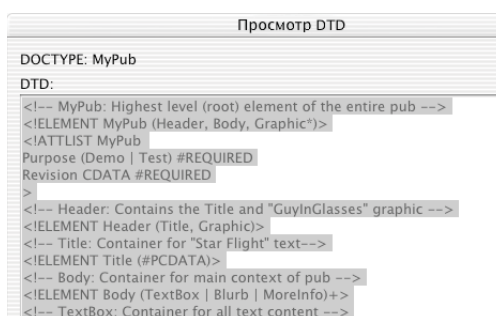 Просмотр DTD
DOCTYPE: MyPub
DTD:
<!-- MyPub: Highest level (root) element of the entire pub -->
<!ELEMENT MyPub (Header, Body, Graphic*)>
<!ATTLIST MyPub
Purpose (Demo | Test) #REQUIRED
Revision CDATA #REQUIRED
>
<!-- Header: Contains the Title and "GuyInGlasses" graphic -->
<!ELEMENT Header (Title, Graphic)>
<!-- Title: Container for "Star Flight" text-->
<!ELEMENT Title (#PCDATA)>
<!-- Body: Container for main context of pub -->
<!ELEMENT Body (TextBox | Blurb | MoreInfo)+>
<!-- TextBox: Container for all text content -->